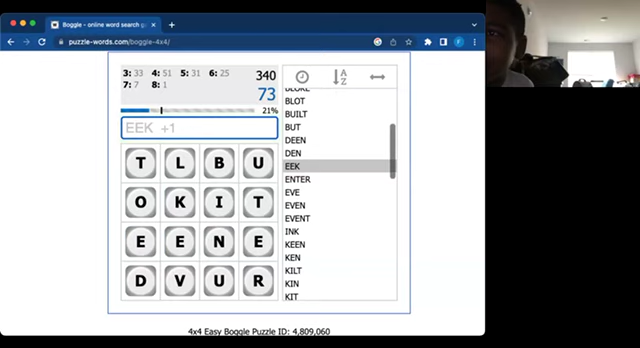 Boggle - online word search g
puzzle-words.com/boggle-4x4/
3: 33 4: 51 5: 31 6: 25
7: 7 8: 1
340
73
21%
EEK +1
T L B U
O K I T
E E N E
D V U R
A
Z
BLOKE
BLOT
BUILT
BUT
DEEN
DEN
EEK
ENTER
EVE
EVEN
EVENT
INK
KEEN
KEN
KILT
KIN
KIT
4x4 Easy Boggle Puzzle ID: 4,809,060